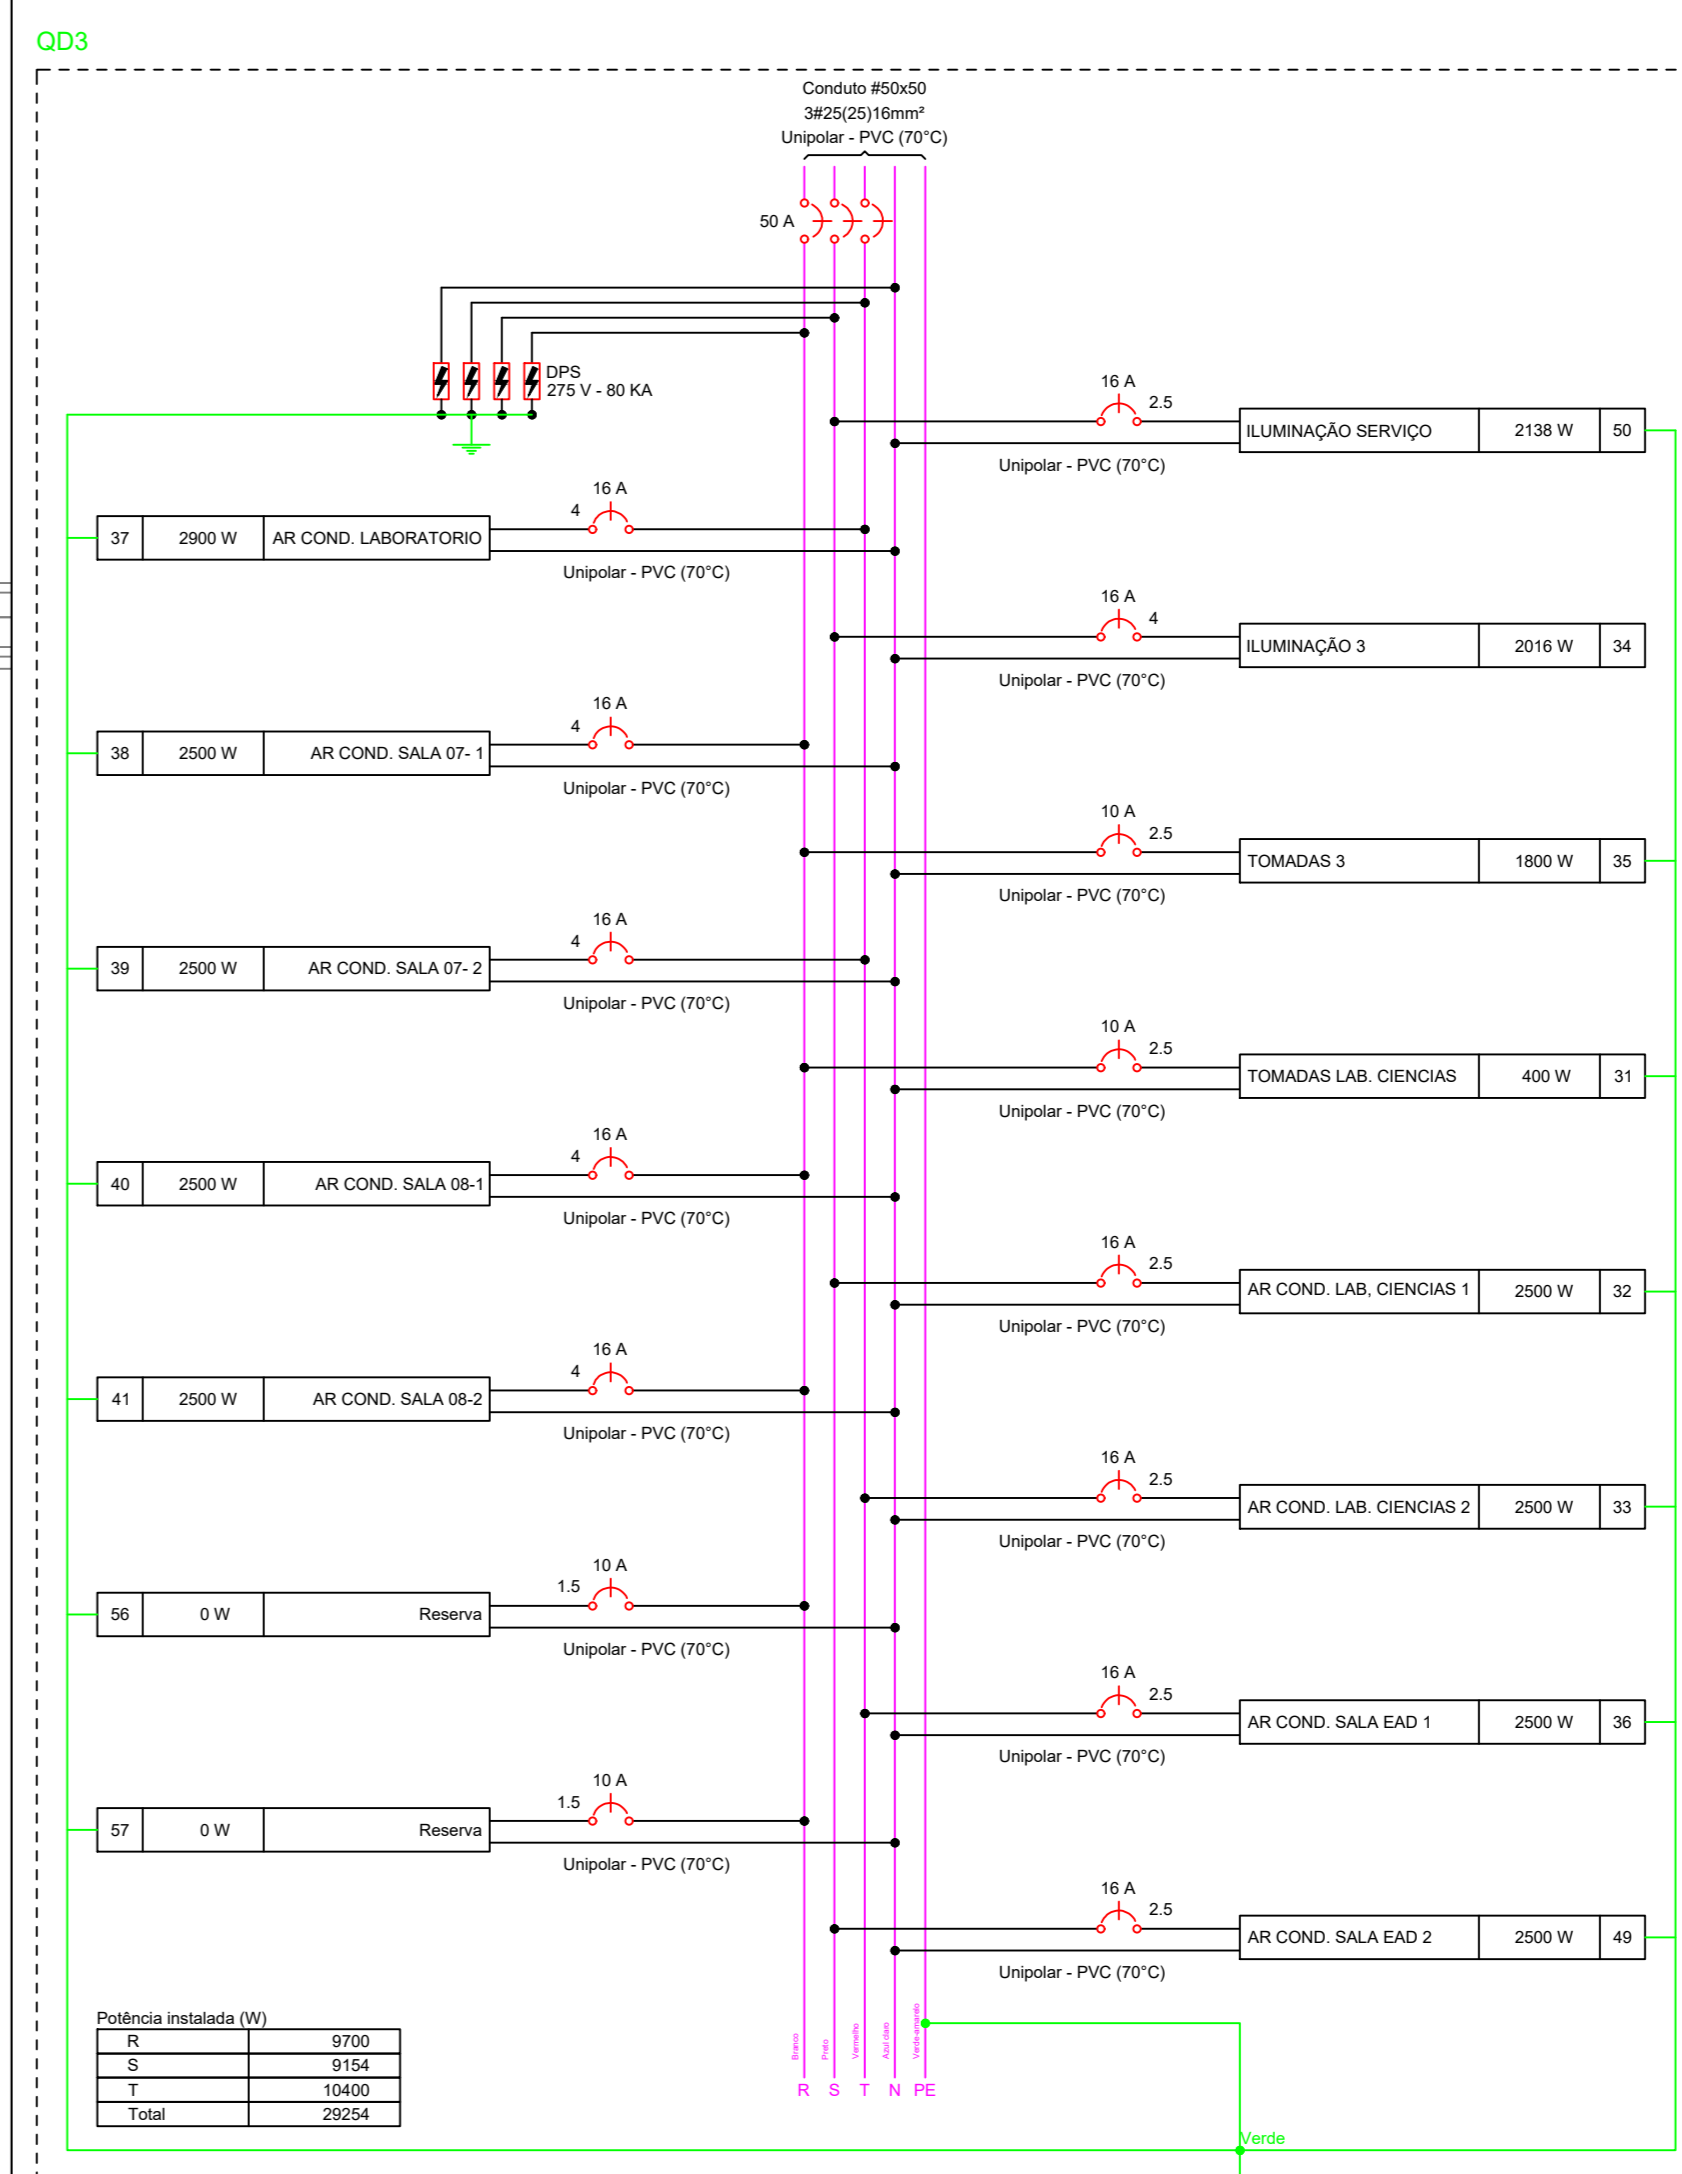 QD3
Conduto #50x50
3#25(25)16mm²
Unipolar - PVC (70°C)
50 A
DPS
275 V - 80 KA
16 A
2.5
ILUMINAÇÃO SERVIÇO 2138 W 50
Unipolar - PVC (70°C)
16 A
4
37 2900 W AR COND. LABORATORIO
Unipolar - PVC (70°C)
16 A
4
ILUMINAÇÃO 3 2016 W 34
Unipolar - PVC (70°C)
16 A
4
38 2500 W AR COND. SALA 07- 1
Unipolar - PVC (70°C)
10 A
2.5
TOMADAS 3 1800 W 35
Unipolar - PVC (70°C)
16 A
4
39 2500 W AR COND. SALA 07- 2
Unipolar - PVC (70°C)
10 A
2.5
TOMADAS LAB. CIENCIAS 400 W 31
Unipolar - PVC (70°C)
16 A
4
40 2500 W AR COND. SALA 08-1
Unipolar - PVC (70°C)
16 A
2.5
AR COND. LAB, CIENCIAS 1 2500 W 32
Unipolar - PVC (70°C)
16 A
4
41 2500 W AR COND. SALA 08-2
Unipolar - PVC (70°C)
16 A
2.5
AR COND. LAB. CIENCIAS 2 2500 W 33
Unipolar - PVC (70°C)
10 A
1.5
56 0 W Reserva
Unipolar - PVC (70°C)
16 A
2.5
AR COND. SALA EAD 1 2500 W 36
Unipolar - PVC (70°C)
10 A
1.5
57 0 W Reserva
Unipolar - PVC (70°C)
16 A
2.5
AR COND. SALA EAD 2 2500 W 49
Unipolar - PVC (70°C)
Potência instalada (W)
R 9700
S 9154
T 10400
Total 29254
Branco
Preto
Vermelho
Azul claro
Verde-amarelo
R S T N PE
Verde